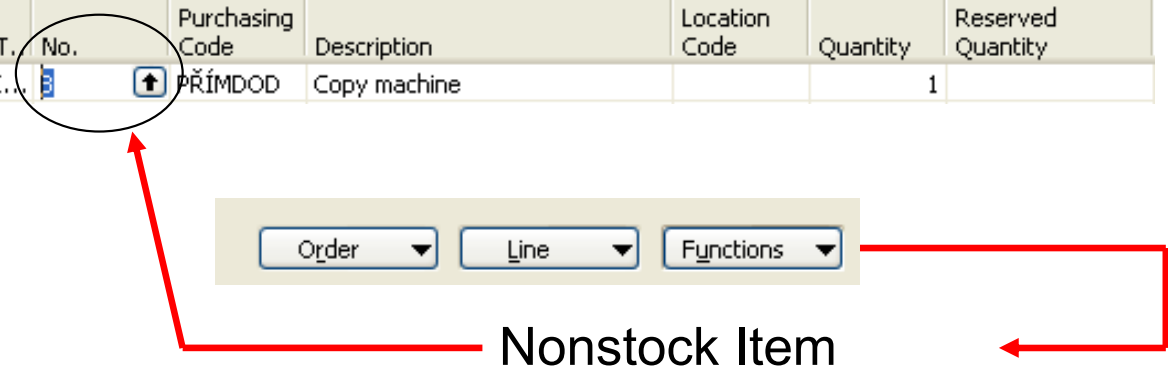 Purchasing Location Reserved
T.. No. Code Description Code Quantity Quantity
3 PŘÍMDOD Copy machine 1
Order Line Functions
Nonstock Item